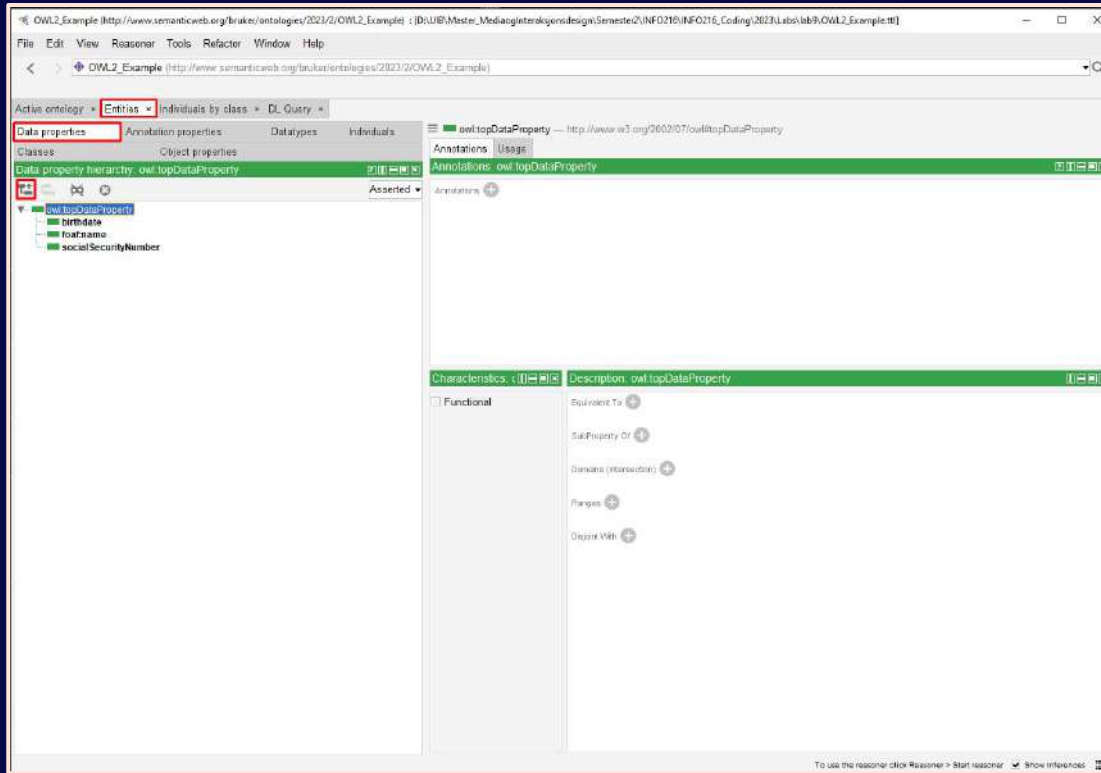 OWL2_Example (http://www.semanticweb.org/bruker/ontologies/2023/2/OWL2_Example) : [D:\UIB\Master_MediaogInteraksjonsdesign\Semester2\INFO216\INFO216_Coding\2023\Labs\lab9\OWL2_Example.ttl]
File Edit View Reasoner Tools Refactor Window Help
OWL2_Example (http://www.semanticweb.org/bruker/ontologies/2023/2/OWL2_Example)
Active ontology × Entities × Individuals by class × DL Query ×
Data properties Annotation properties Datatypes Individuals
Classes Object properties
Data property hierarchy: owl:topDataProperty
Asserted
owl:topDataProperty
birthdate
foaf:name
socialSecurityNumber
owl:topDataProperty — http://www.w3.org/2002/07/owl#topDataProperty
Annotations Usage
Annotations: owl:topDataProperty
Annotations
Characteristics: Description: owl:topDataProperty
Functional
Equivalent To
SubProperty Of
Domains (intersection)
Ranges
Disjoint With
To use the reasoner click Reasoner > Start reasoner Show Inferences